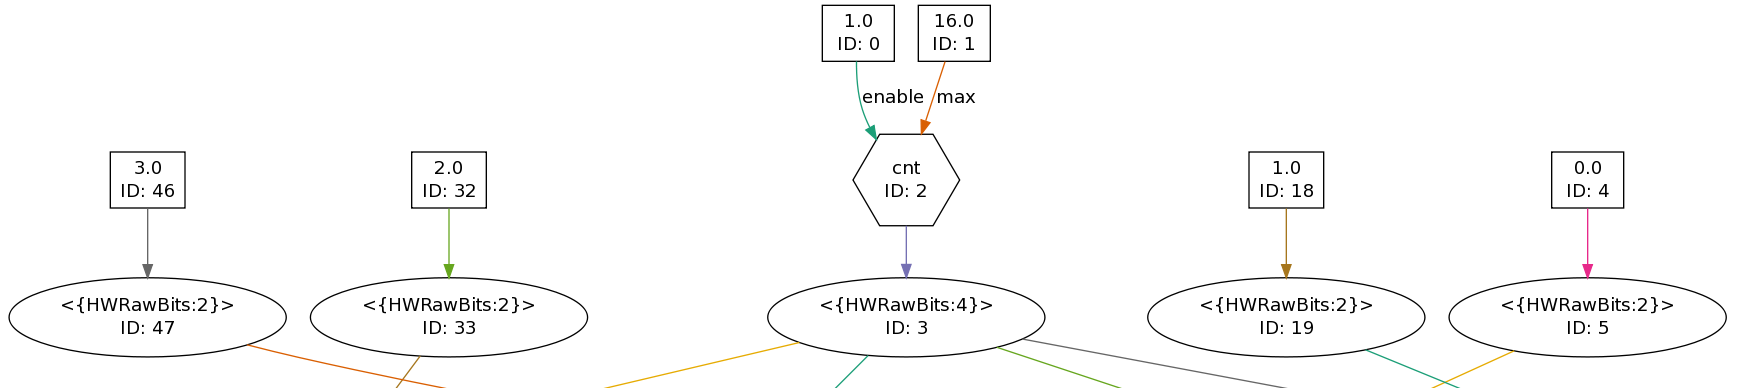 1.0
ID: 0
16.0
ID: 1
enable
max
3.0
ID: 46
2.0
ID: 32
cnt
ID: 2
1.0
ID: 18
0.0
ID: 4
<{HWRawBits:2}>
ID: 47
<{HWRawBits:2}>
ID: 33
<{HWRawBits:4}>
ID: 3
<{HWRawBits:2}>
ID: 19
<{HWRawBits:2}>
ID: 5